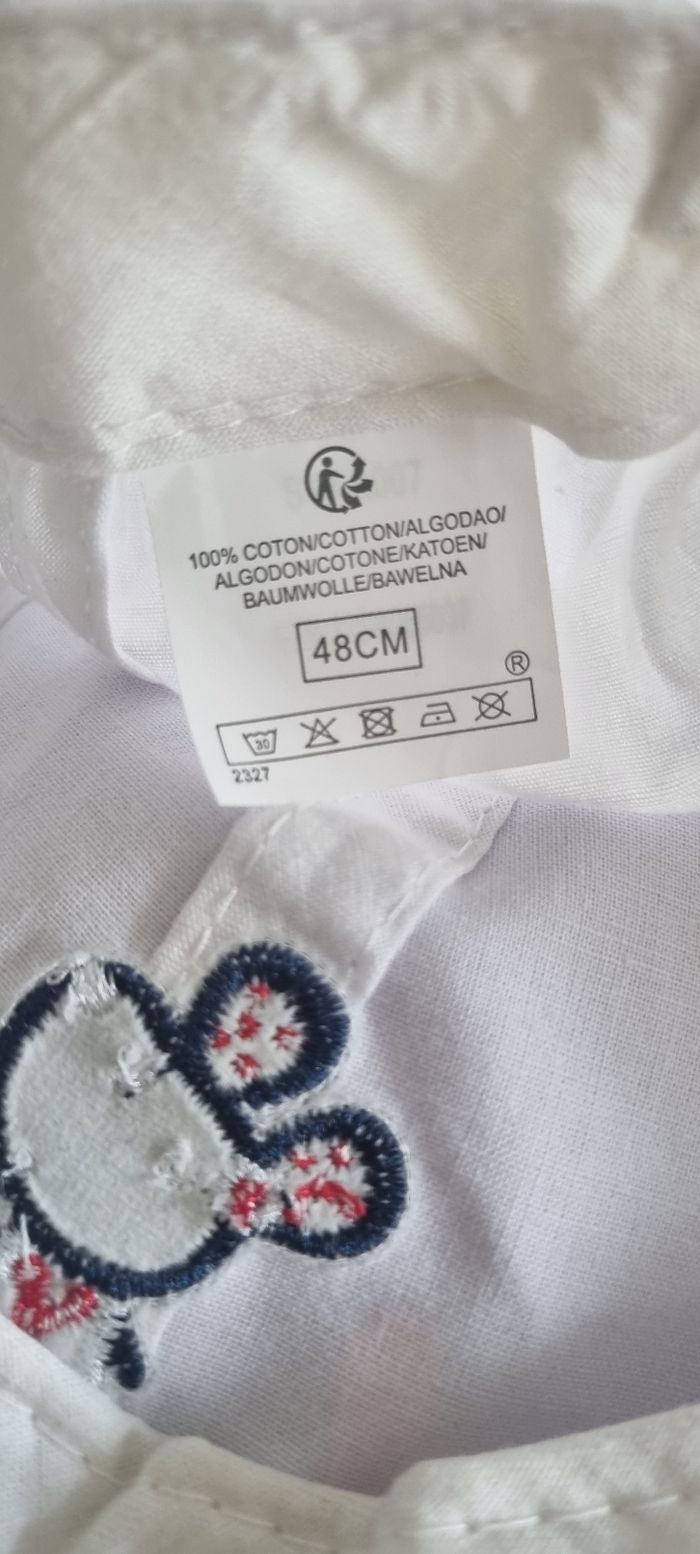 100% COTON/COTTON/ALGODAO/
ALGODON/COTONE/KATOEN/
BAUMWOLLE/BAWELNA
48CM
®
30
2327